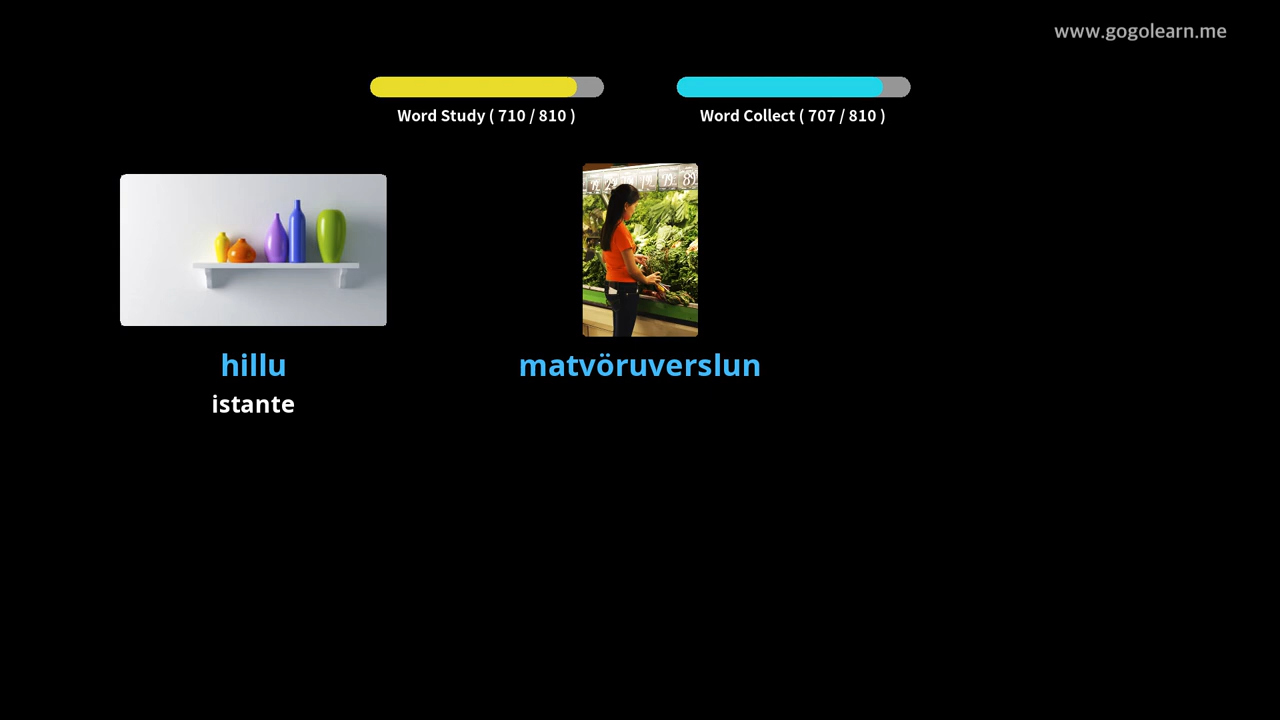 www.gogolearn.me
Word Study ( 710 / 810 )
Word Collect ( 707 / 810 )
hillu
istante
matvöruverslun